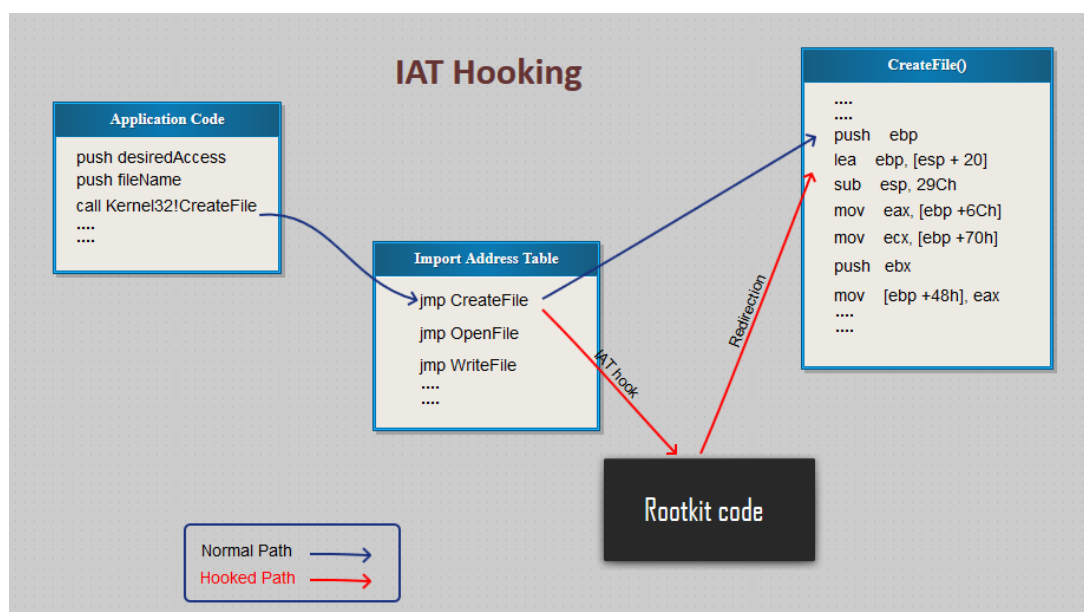 IAT Hooking
Application Code
push desiredAccess
push fileName
call Kernel32!CreateFile
....
....
Import Address Table
jmp CreateFile
jmp OpenFile
jmp WriteFile
....
....
CreateFile()
....
....
push ebp
lea ebp, [esp + 20]
sub esp, 29Ch
mov eax, [ebp +6Ch]
mov ecx, [ebp +70h]
push ebx
mov [ebp +48h], eax
....
....
IAT hook
Redirection
Rootkit code
Normal Path
Hooked Path